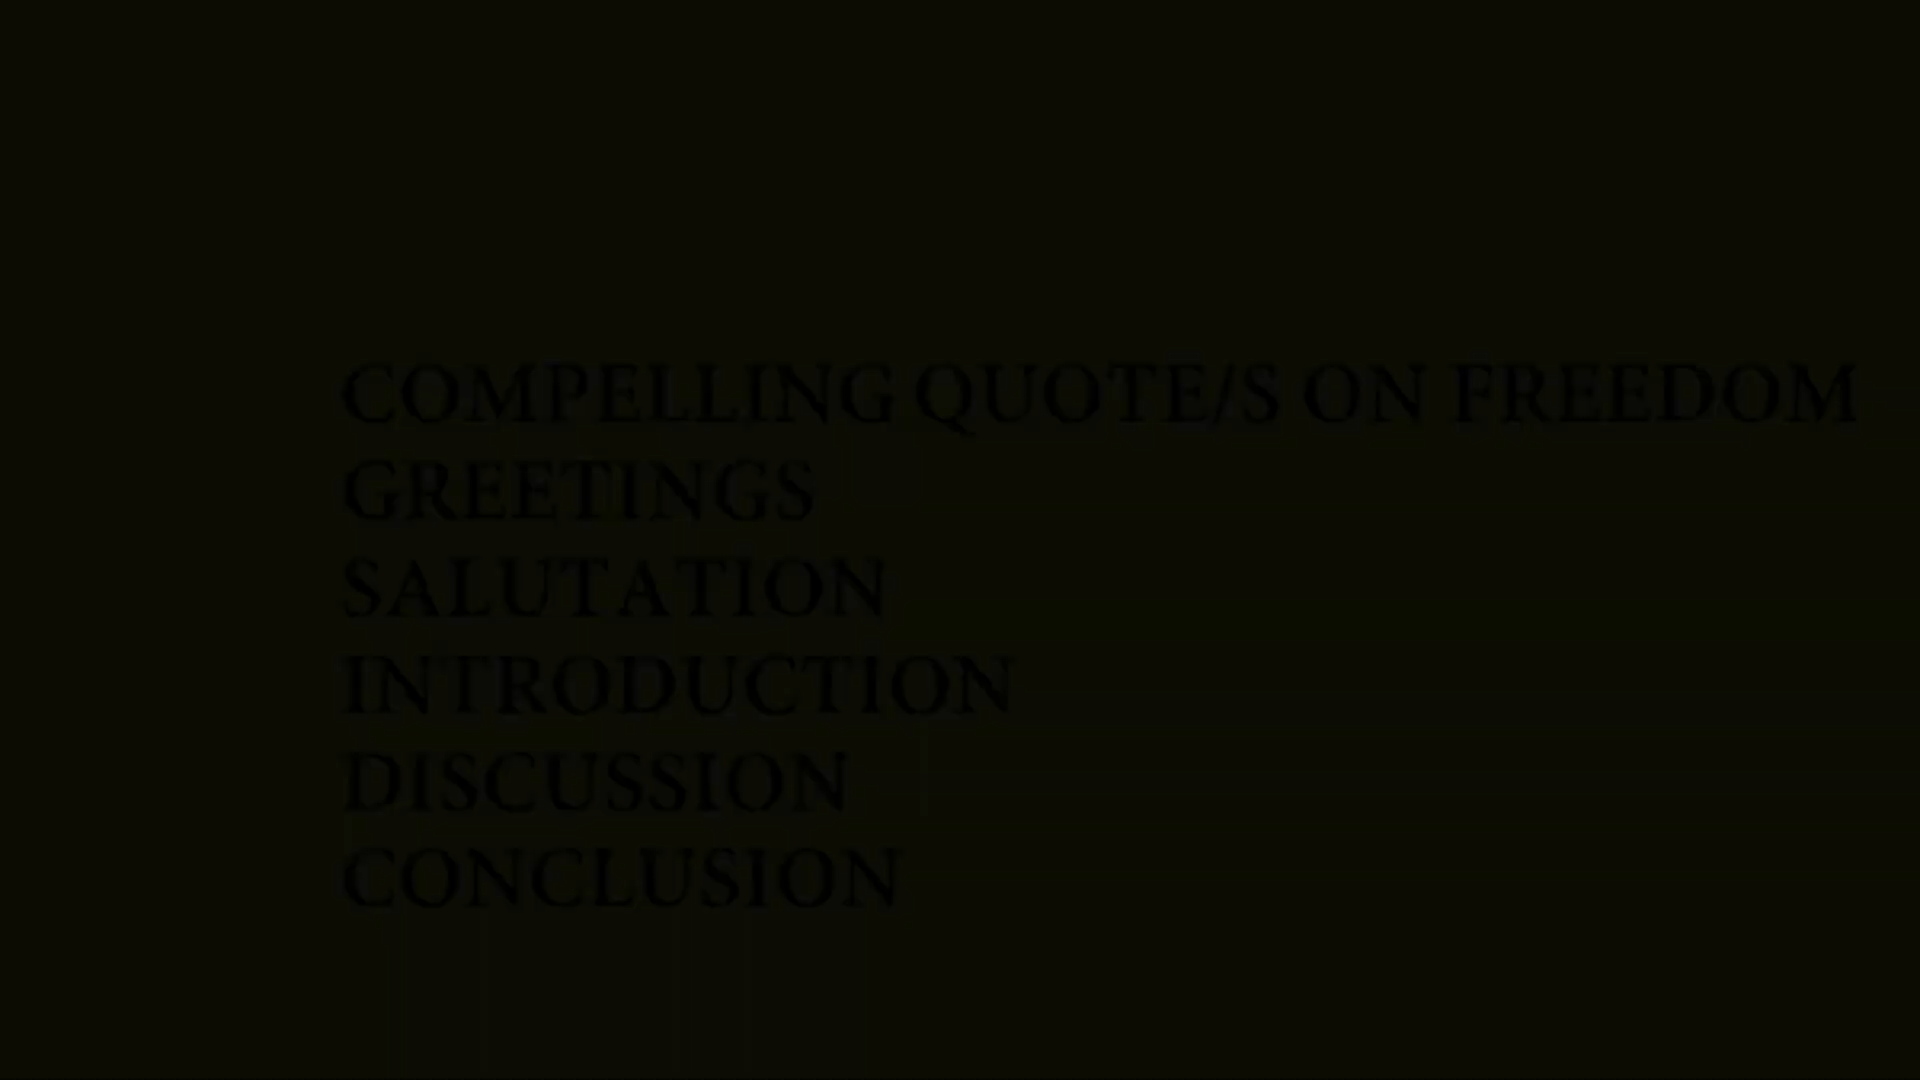 COMPELLING QUOTE/S ON FREEDOM
GREETINGS
SALUTATION
INTRODUCTION
DISCUSSION
CONCLUSION